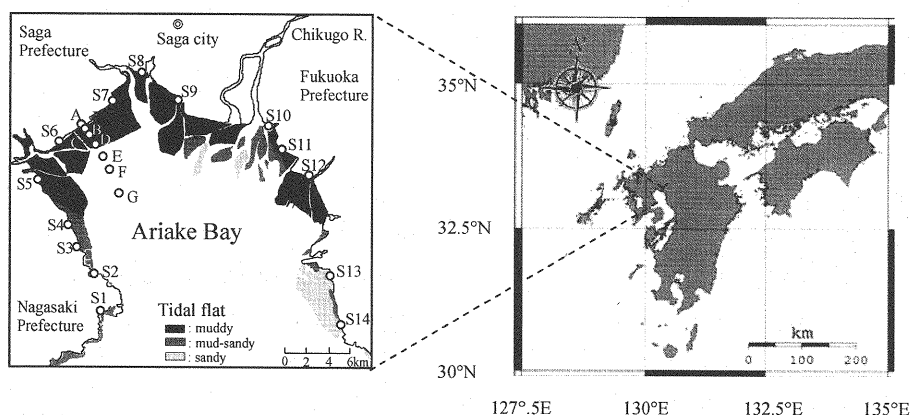 Saga
Prefecture
Saga city
Chikugo R.
Fukuoka
Prefecture
S8
S7
S9
A
B
C
D
S6
S10
E
S11
F
S12
S5
G
S4
Ariake Bay
S3
S2
S13
Nagasaki
Prefecture
S1
S14
Tidal flat
: muddy
: mud-sandy
: sandy
0 2 4 6km
N
35°N
32.5°N
30°N
km
0 100 200
127°.5E 130°E 132.5°E 135°E